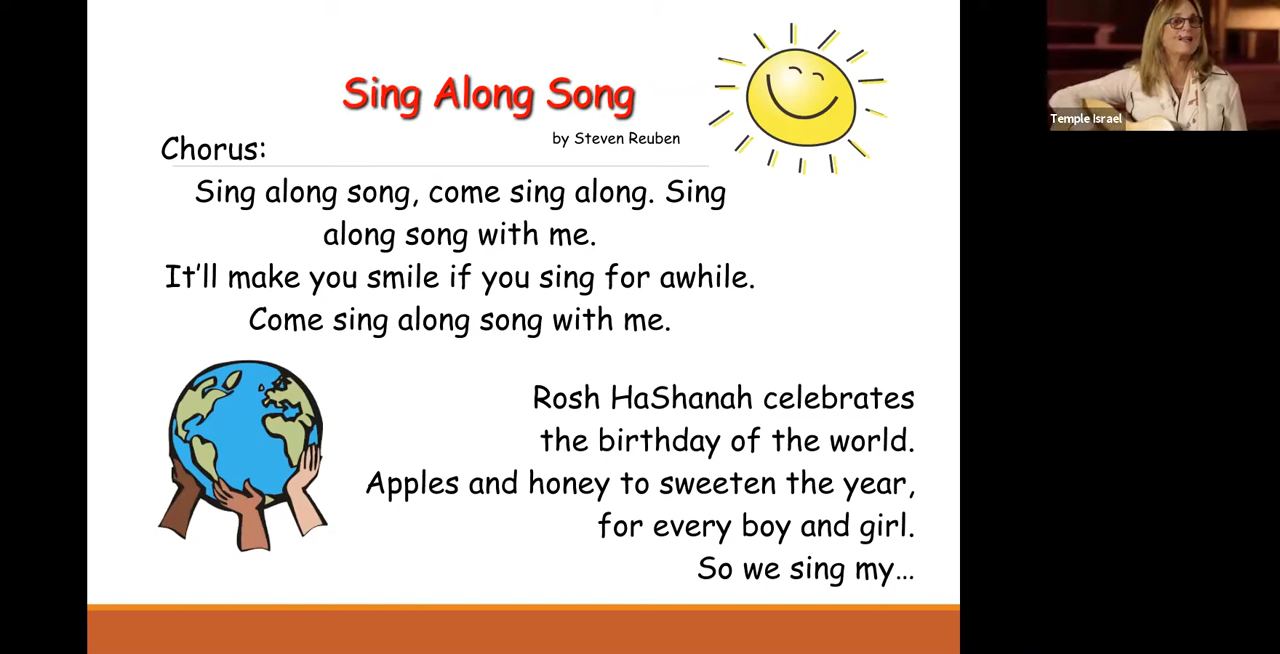 Sing Along Song
by Steven Reuben
Chorus:
Sing along song, come sing along. Sing
along song with me.
It'll make you smile if you sing for awhile.
Come sing along song with me.
Rosh HaShanah celebrates
the birthday of the world.
Apples and honey to sweeten the year,
for every boy and girl.
So we sing my...
Temple Israel